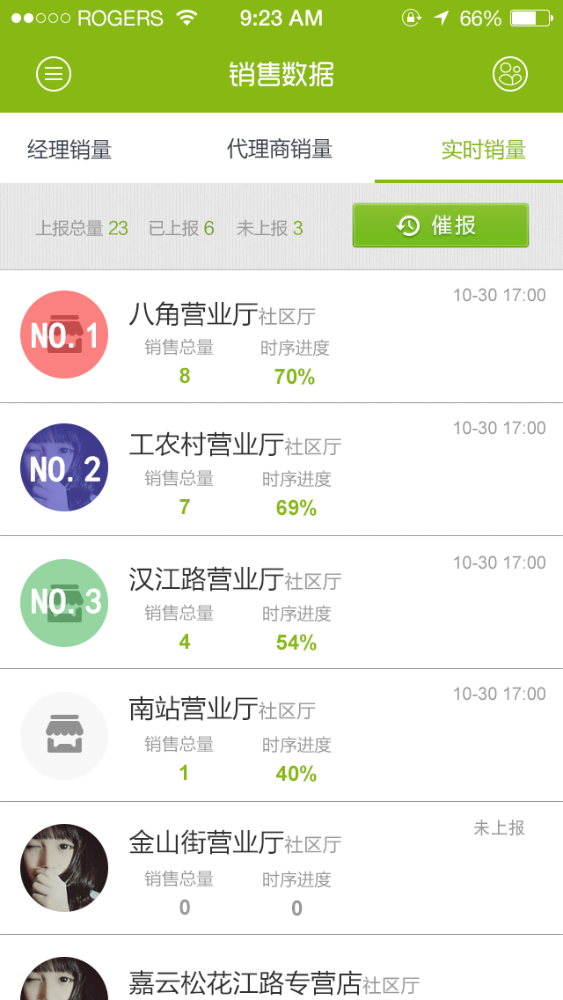 ROGERS 9:23 AM 66%
销售数据
经理销量 代理商销量 实时销量
上报总量 23 已上报 6 未上报 3 催报
10-30 17:00
NO. 1 八角营业厅社区厅
销售总量 时序进度
8 70%
10-30 17:00
NO. 2 工农村营业厅社区厅
销售总量 时序进度
7 69%
10-30 17:00
NO. 3 汉江路营业厅社区厅
销售总量 时序进度
4 54%
10-30 17:00
南站营业厅社区厅
销售总量 时序进度
1 40%
未上报
金山街营业厅社区厅
销售总量 时序进度
0 0
嘉云松花江路专营店社区厅